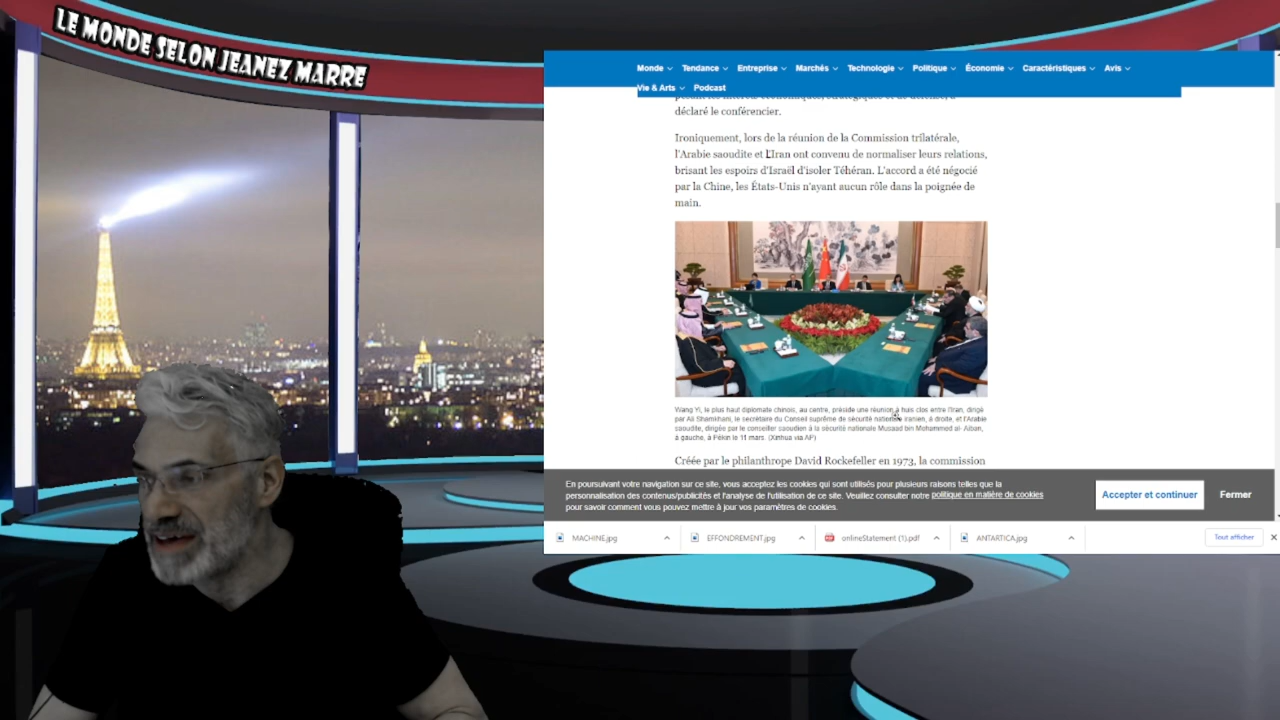 LE MONDE SELON JEANEZ MARRE
Monde Tendance Entreprise Marchés Technologie Politique Économie Caractéristiques Avis
Vie & Arts Podcast
déclaré le conférencier.
Ironiquement, lors de la réunion de la Commission trilatérale,
l'Arabie saoudite et L'Iran ont convenu de normaliser leurs relations,
brisant les espoirs d'Israël d'isoler Téhéran. L'accord a été négocié
par la Chine, les États-Unis n'ayant aucun rôle dans la poignée de
main.
Wang Yi, le plus haut diplomate chinois, au centre, préside une réunion à huis clos entre l'Iran, dirigé
par Ali Shamkhani, le secrétaire du Conseil suprême de sécurité nationale iranien, à droite, et l'Arabie
saoudite, dirigées par le conseiller saoudien à la sécurité nationale Musaad bin Mohammed al- Aiban,
à gauche, à Pékin le 11 mars. (Xinhua via AP)
Créée par le philanthrope David Rockefeller en 1973, la commission
En poursuivant votre navigation sur ce site, vous acceptez les cookies qui sont utilisés pour plusieurs raisons telles que la
personnalisation des contenus/publicités et l'analyse de l'utilisation de ce site. Veuillez consulter notre politique en matière de cookies
pour savoir comment vous pouvez mettre à jour vos paramètres de cookies.
Accepter et continuer
Fermer
MACHINE.jpg EFFONDREMENT.jpg onlineStatement (1).pdf ANTARTICA.jpg Tout afficher